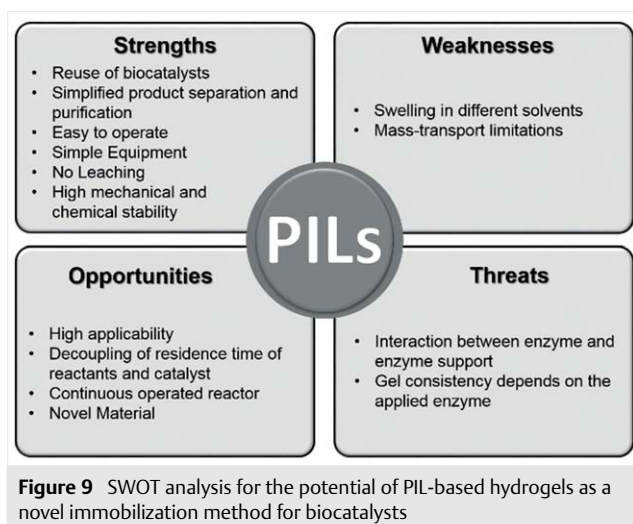 Strengths
• Reuse of biocatalysts
• Simplified product separation and
purification
• Easy to operate
• Simple Equipment
• No Leaching
• High mechanical and
chemical stability
Weaknesses
• Swelling in different solvents
• Mass-transport limitations
PILs
Opportunities
• High applicability
• Decoupling of residence time of
reactants and catalyst
• Continuous operated reactor
• Novel Material
Threats
• Interaction between enzyme and
enzyme support
• Gel consistency depends on the
applied enzyme
Figure 9 SWOT analysis for the potential of PIL-based hydrogels as a
novel immobilization method for biocatalysts